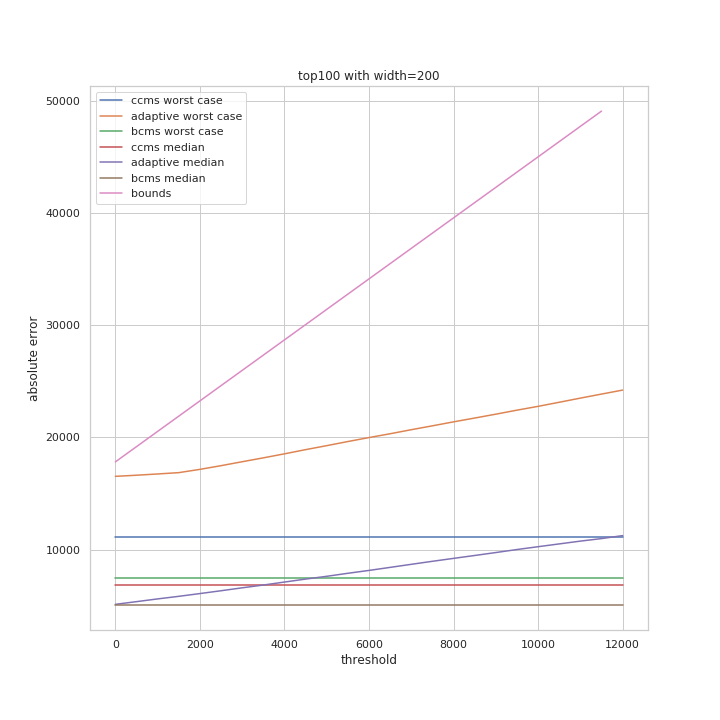 top100 with width=200
50000
40000
30000
20000
10000
absolute error
ccms worst case
adaptive worst case
bcms worst case
ccms median
adaptive median
bcms median
bounds
0
2000
4000
6000
8000
10000
12000
threshold